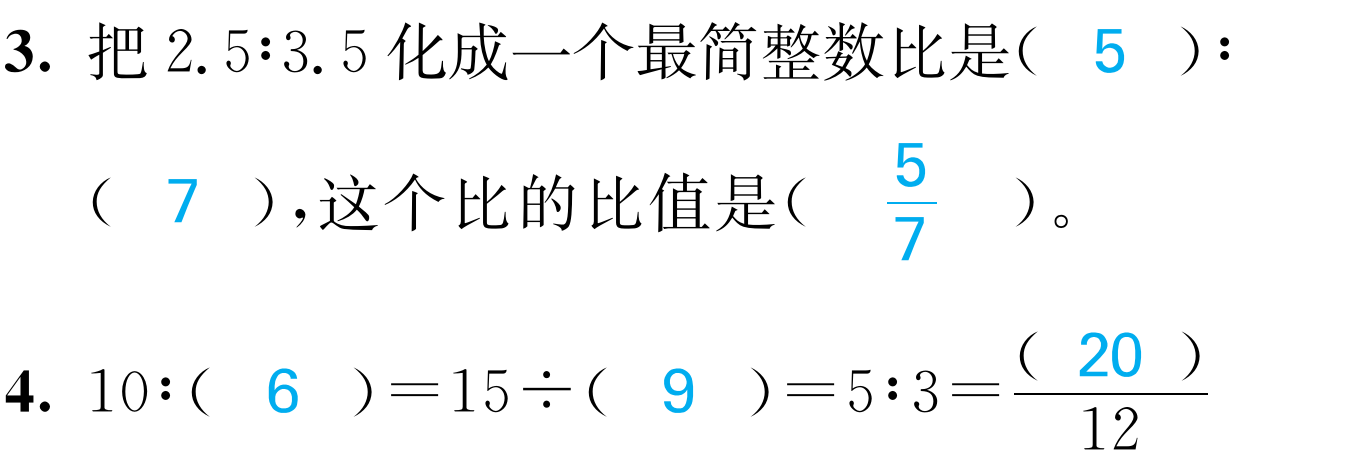 3. 把 2.5∶3.5 化成一个最简整数比是( 5 )∶
( 7 ),这个比的比值是( 5/7 )。
4. 10∶( 6 )=15÷( 9 )=5∶3=( 20 )/12